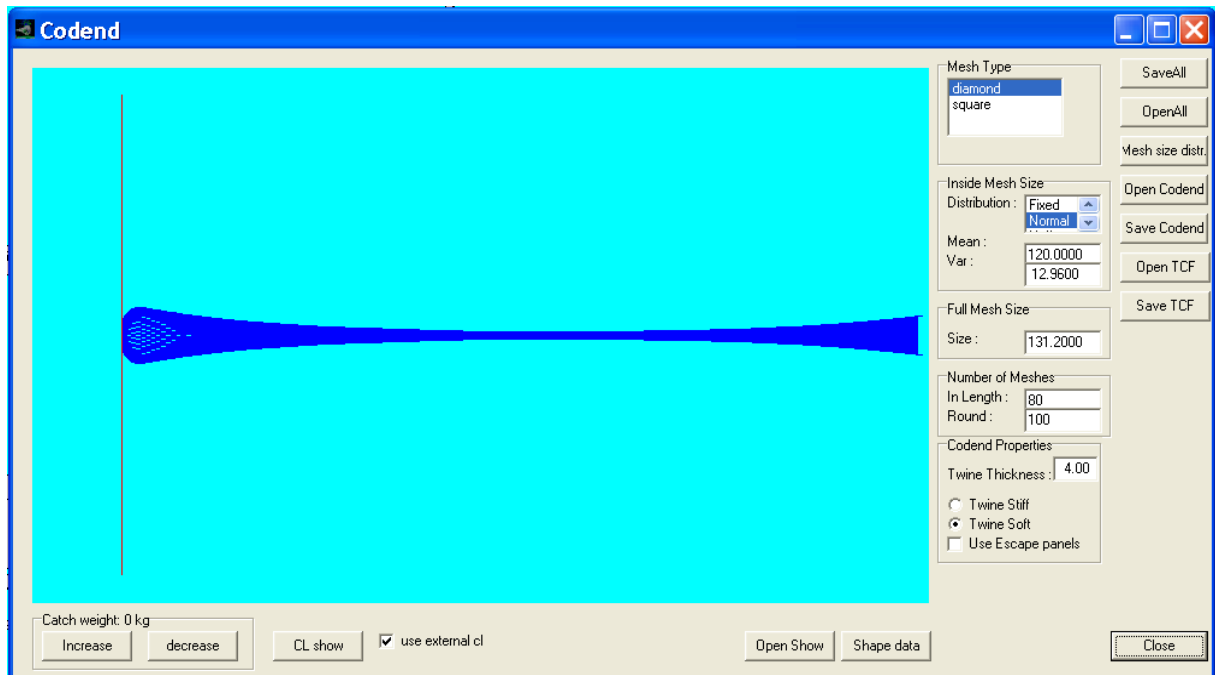 Codend
Mesh Type
diamond
square
Inside Mesh Size
Distribution :
Fixed
Normal
Mean :
120.0000
Var :
12.9600
Full Mesh Size
Size :
131.2000
Number of Meshes
In Length :
80
Round :
100
Codend Properties
Twine Thickness :
4.00
Twine Stiff
Twine Soft
Use Escape panels
SaveAll
OpenAll
Mesh size distr.
Open Codend
Save Codend
Open TCF
Save TCF
Catch weight: 0 kg
Increase
decrease
CL show
use external cl
Open Show
Shape data
Close